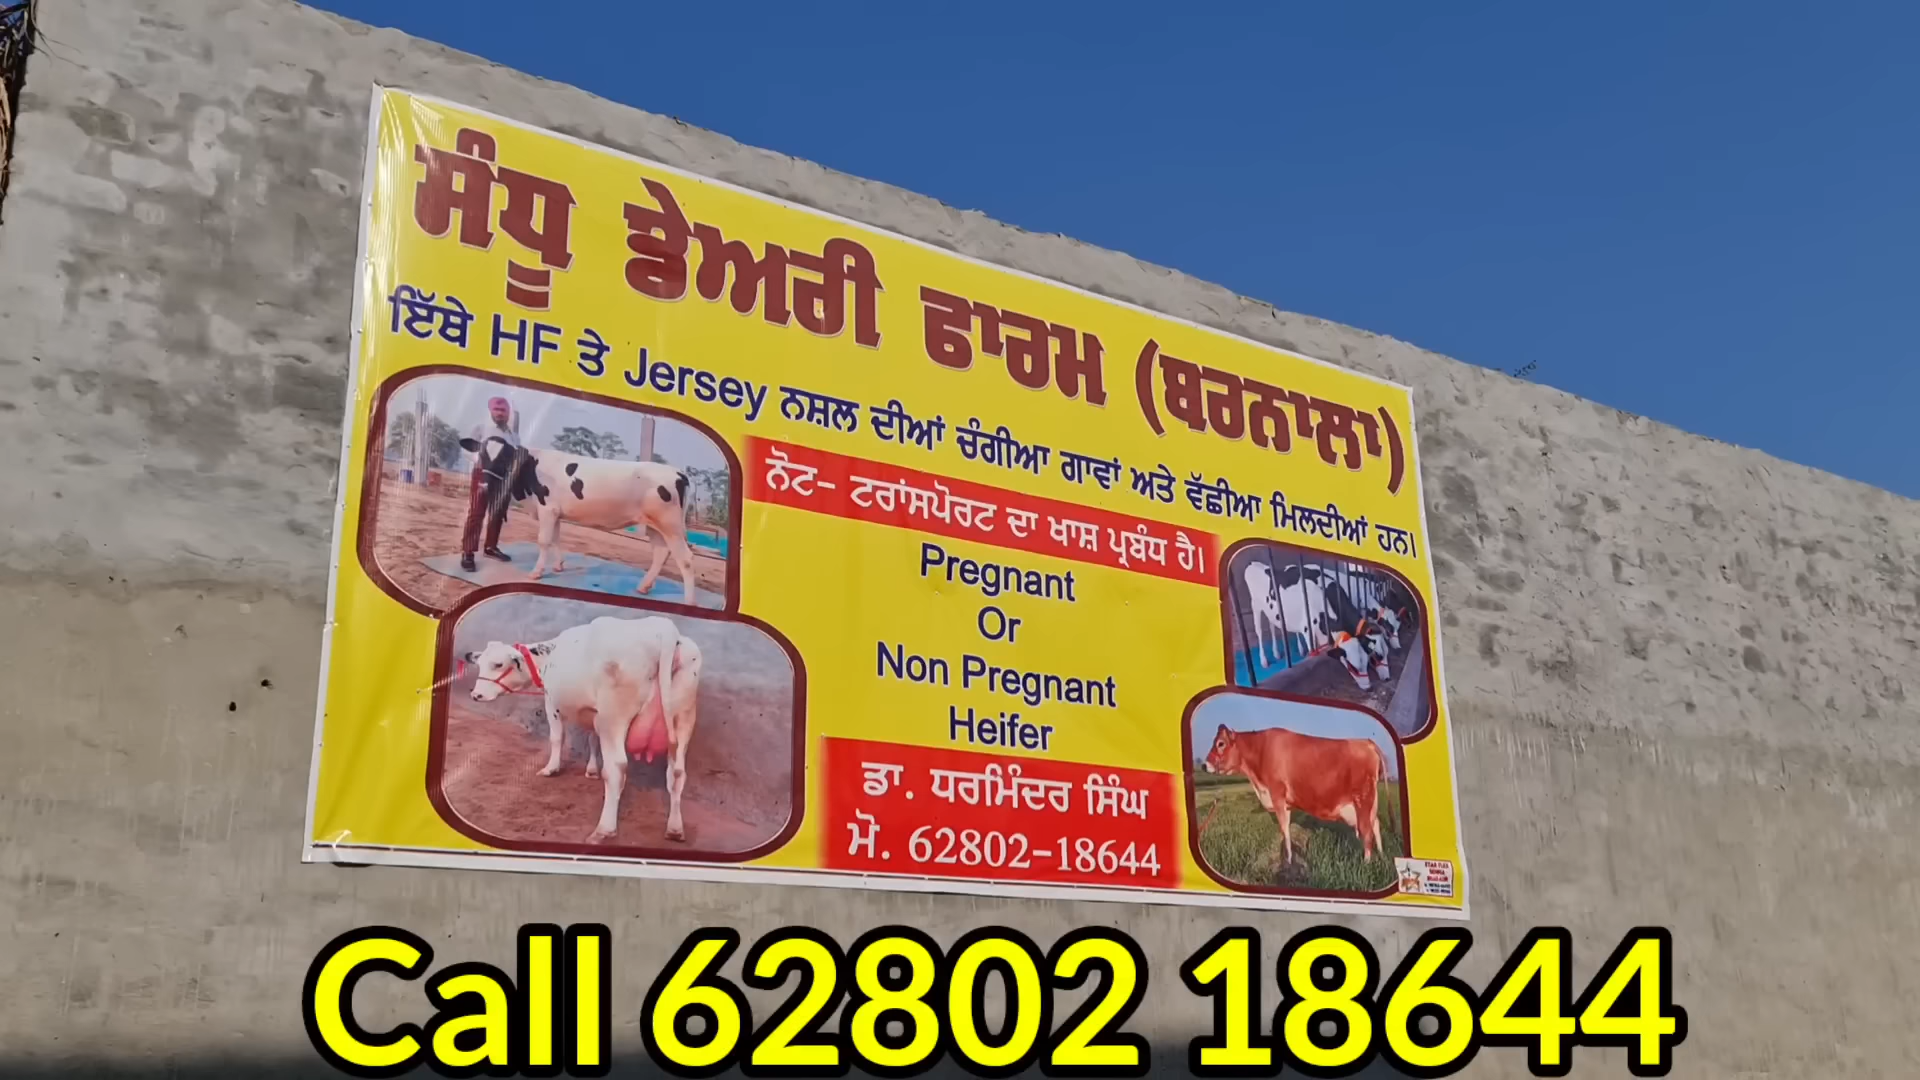 ਸੰਧੂ ਡੇਅਰੀ ਫਾਰਮ (ਬਰਨਾਲਾ)
ਇੱਥੇ HF ਤੇ Jersey ਨਸ਼ਲ ਦੀਆਂ ਚੰਗੀਆ ਗਾਵਾਂ ਅਤੇ ਵੱਛੀਆ ਮਿਲਦੀਆਂ ਹਨ।
ਨੋਟ- ਟਰਾਂਸਪੋਰਟ ਦਾ ਖਾਸ਼ ਪ੍ਰਬੰਧ ਹੈ।
Pregnant
Or
Non Pregnant
Heifer
ਡਾ. ਧਰਮਿੰਦਰ ਸਿੰਘ
ਮੋ. 62802-18644
Call 62802 18644